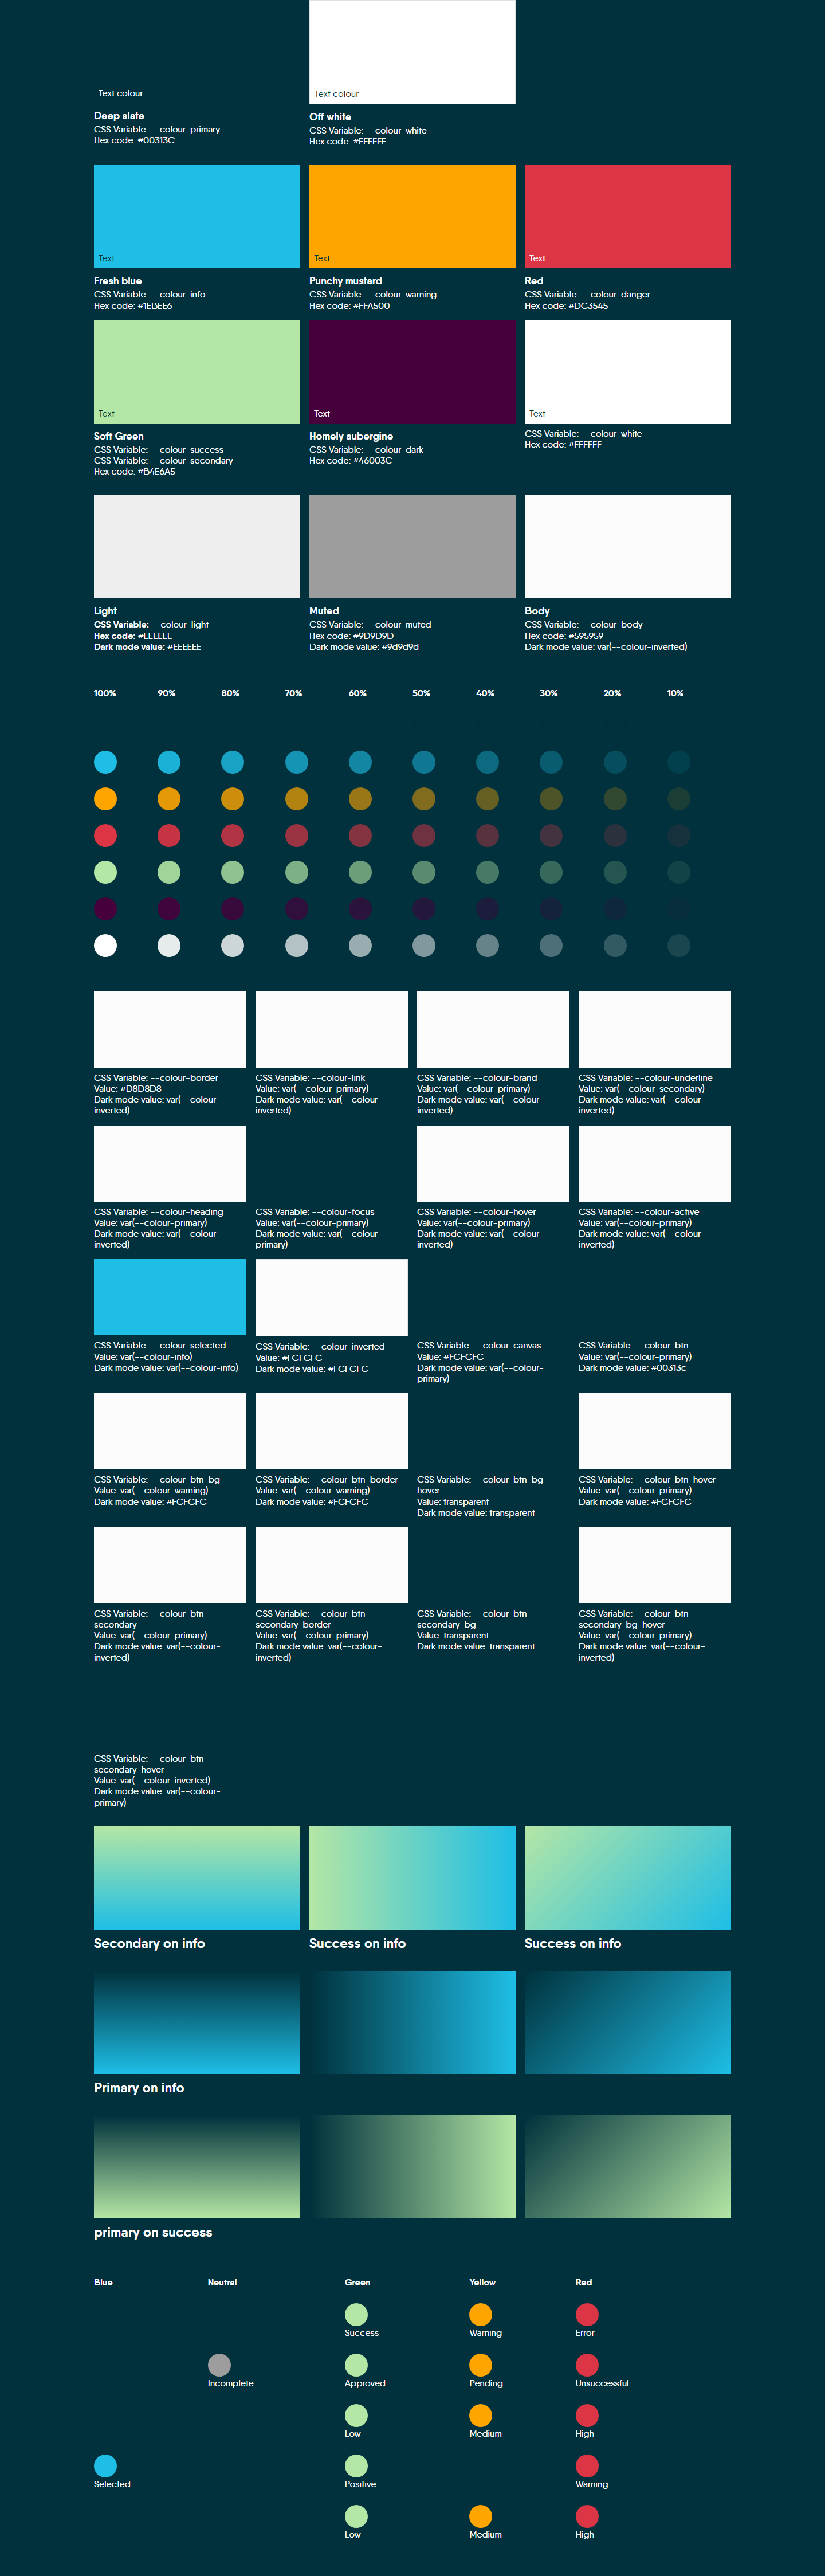 Text colour
Deep slate
CSS Variable: --colour-primary
Hex code: #00313C
Text colour
Off white
CSS Variable: --colour-white
Hex code: #FFFFFF
Text
Fresh blue
CSS Variable: --colour-info
Hex code: #1EBEE6
Text
Punchy mustard
CSS Variable: --colour-warning
Hex code: #FFA500
Text
Red
CSS Variable: --colour-danger
Hex code: #DC3545
Text
Soft Green
CSS Variable: --colour-success
CSS Variable: --colour-secondary
Hex code: #B4E6A5
Text
Homely aubergine
CSS Variable: --colour-dark
Hex code: #46003C
Text
CSS Variable: --colour-white
Hex code: #FFFFFF
Light
CSS Variable: --colour-light
Hex code: #EEEEEE
Dark mode value: #EEEEEE
Muted
CSS Variable: --colour-muted
Hex code: #9D9D9D
Dark mode value: #9d9d9d
Body
CSS Variable: --colour-body
Hex code: #595959
Dark mode value: var(--colour-inverted)
100% 90% 80% 70% 60% 50% 40% 30% 20% 10%
CSS Variable: --colour-border
Value: #D8D8D8
Dark mode value: var(--colour-
inverted)
CSS Variable: --colour-link
Value: var(--colour-primary)
Dark mode value: var(--colour-
inverted)
CSS Variable: --colour-brand
Value: var(--colour-primary)
Dark mode value: var(--colour-
inverted)
CSS Variable: --colour-underline
Value: var(--colour-secondary)
Dark mode value: var(--colour-
inverted)
CSS Variable: --colour-heading
Value: var(--colour-primary)
Dark mode value: var(--colour-
inverted)
CSS Variable: --colour-focus
Value: var(--colour-primary)
Dark mode value: var(--colour-
primary)
CSS Variable: --colour-hover
Value: var(--colour-primary)
Dark mode value: var(--colour-
inverted)
CSS Variable: --colour-active
Value: var(--colour-primary)
Dark mode value: var(--colour-
inverted)
CSS Variable: --colour-selected
Value: var(--colour-info)
Dark mode value: var(--colour-info)
CSS Variable: --colour-inverted
Value: #FCFCFC
Dark mode value: #FCFCFC
CSS Variable: --colour-canvas
Value: #FCFCFC
Dark mode value: var(--colour-
primary)
CSS Variable: --colour-btn
Value: var(--colour-primary)
Dark mode value: #00313c
CSS Variable: --colour-btn-bg
Value: var(--colour-warning)
Dark mode value: #FCFCFC
CSS Variable: --colour-btn-border
Value: var(--colour-warning)
Dark mode value: #FCFCFC
CSS Variable: --colour-btn-bg-
hover
Value: transparent
Dark mode value: transparent
CSS Variable: --colour-btn-hover
Value: var(--colour-primary)
Dark mode value: #FCFCFC
CSS Variable: --colour-btn-
secondary
Value: var(--colour-primary)
Dark mode value: var(--colour-
inverted)
CSS Variable: --colour-btn-
secondary-border
Value: var(--colour-primary)
Dark mode value: var(--colour-
inverted)
CSS Variable: --colour-btn-
secondary-bg
Value: transparent
Dark mode value: transparent
CSS Variable: --colour-btn-
secondary-bg-hover
Value: var(--colour-primary)
Dark mode value: var(--colour-
inverted)
CSS Variable: --colour-btn-
secondary-hover
Value: var(--colour-inverted)
Dark mode value: var(--colour-
primary)
Secondary on info
Success on info
Success on info
Primary on info
primary on success
Blue Neutral Green Yellow Red
Success Warning Error
Incomplete Approved Pending Unsuccessful
Low Medium High
Selected Positive Warning
Low Medium High